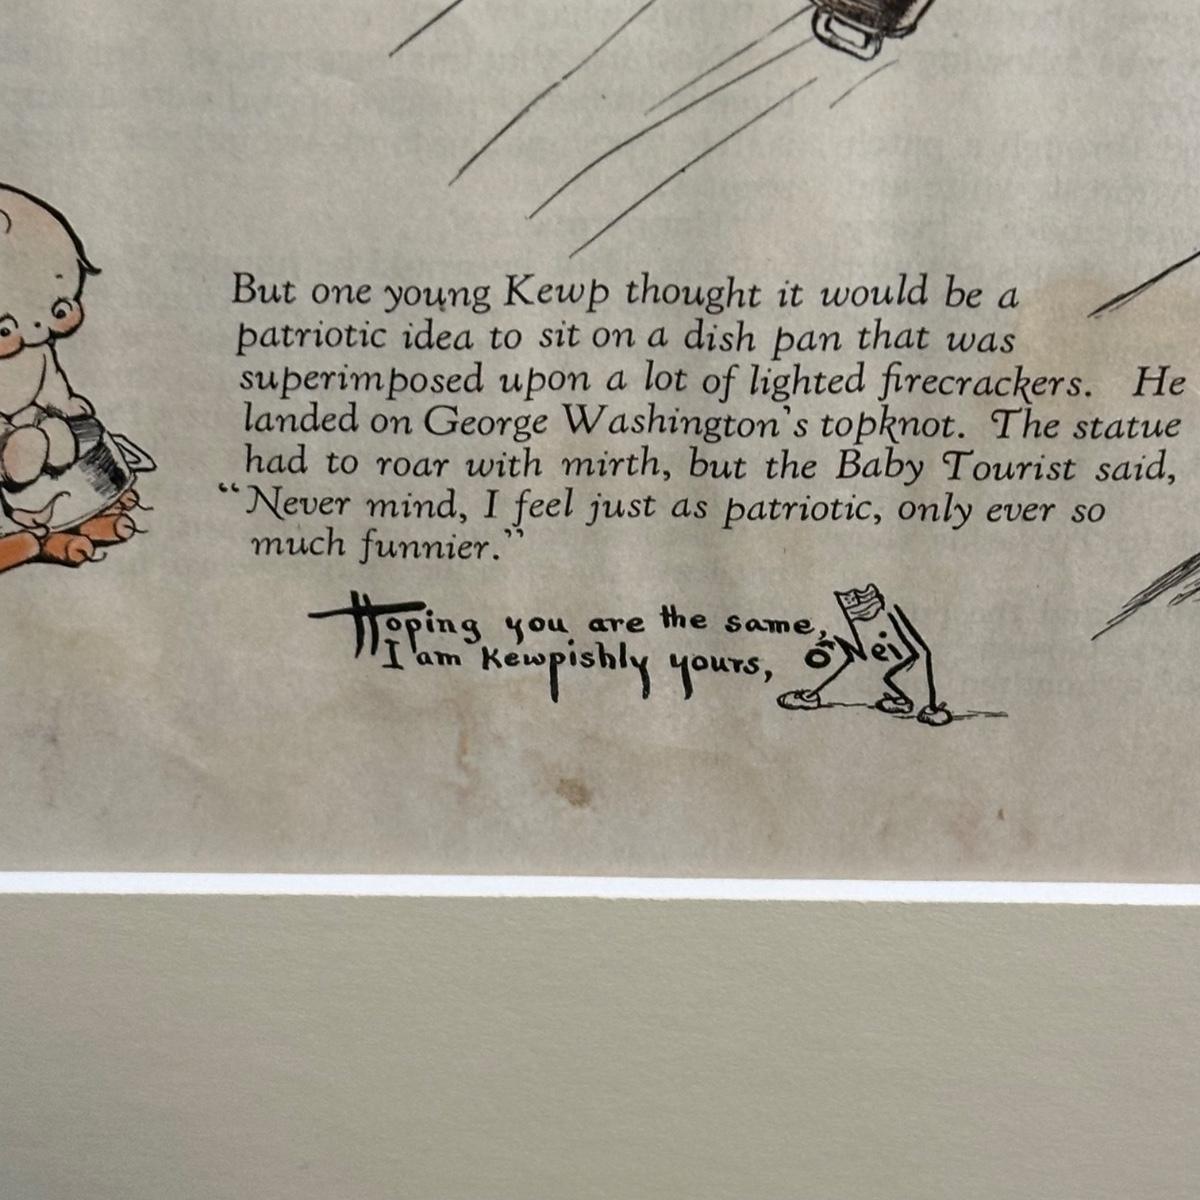 But one young Kewp thought it would be a
patriotic idea to sit on a dish pan that was
superimposed upon a lot of lighted firecrackers. He
landed on George Washington's topknot. The statue
had to roar with mirth, but the Baby Tourist said,
"Never mind, I feel just as patriotic, only ever so
much funnier."
Hoping you are the same,
I am Kewpishly yours, O'Neill